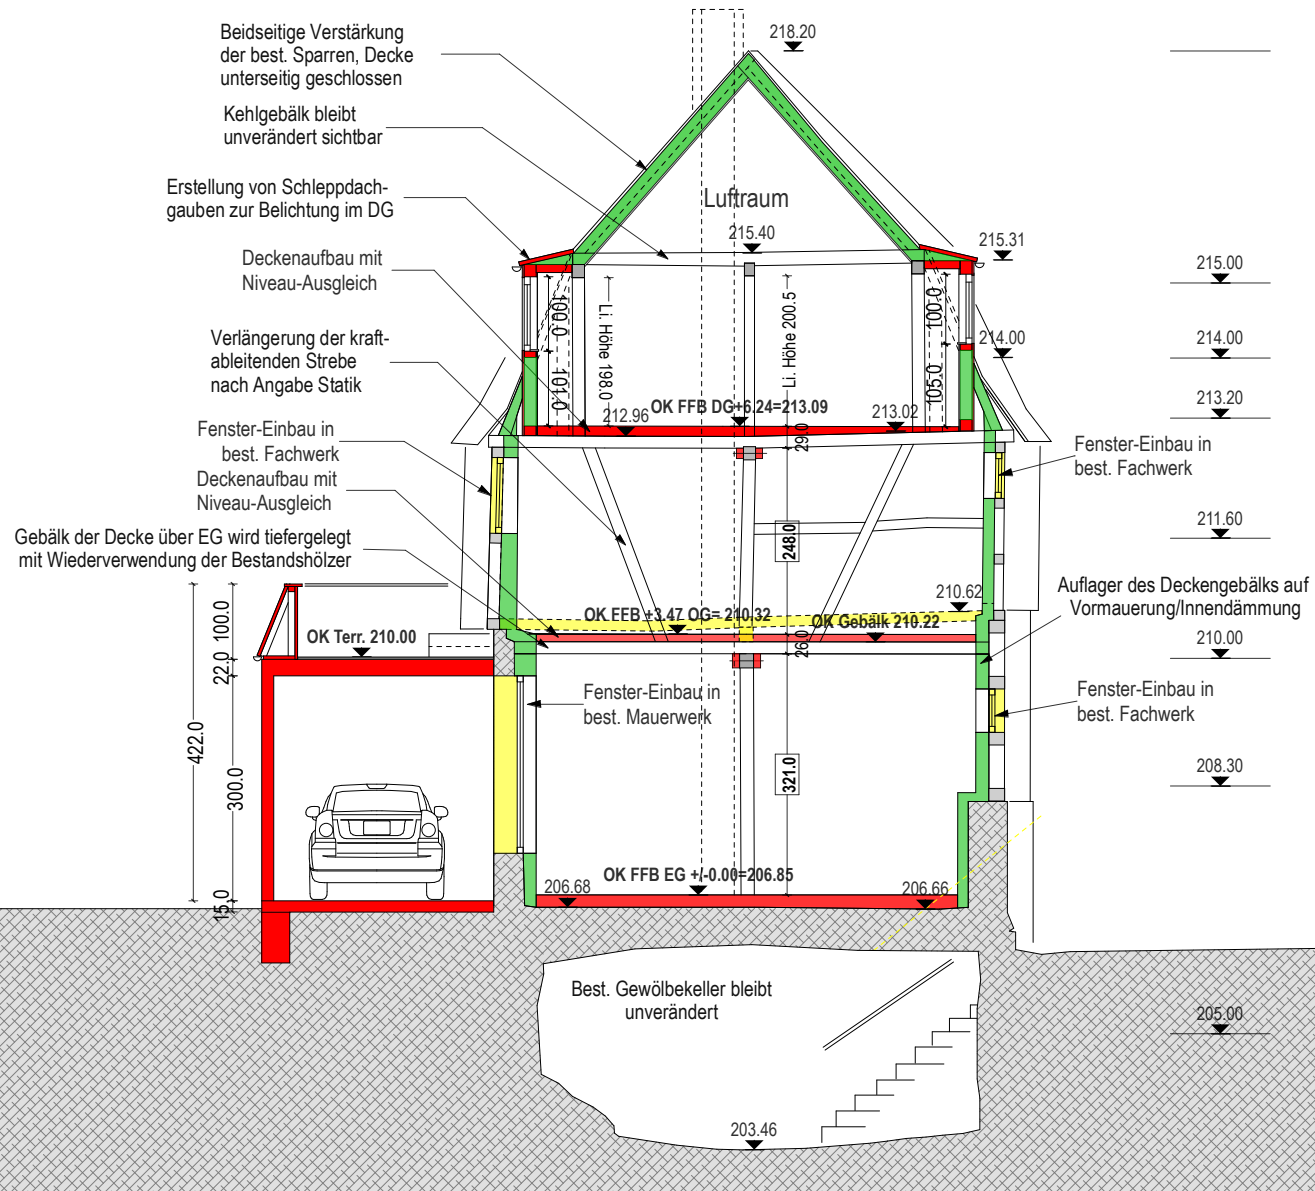 Beidseitige Verstärkung
der best. Sparren, Decke
unterseitig geschlossen
218.20
Kehlgebälk bleibt
unverändert sichtbar
Erstellung von Schleppdach-
gauben zur Belichtung im DG
Luftraum
215.40
215.31
215.00
Deckenaufbau mit
Niveau-Ausgleich
100.0
101.0
Li. Höhe 198.0
Li. Höhe 200.5
100.0
105.0
214.00
214.00
Verlängerung der kraft-
ableitenden Strebe
nach Angabe Statik
213.20
OK FFB DG+6.24=213.09
212.96
213.02
29.0
Fenster-Einbau in
best. Fachwerk
Fenster-Einbau in
best. Fachwerk
Deckenaufbau mit
Niveau-Ausgleich
Gebälk der Decke über EG wird tiefergelegt
mit Wiederverwendung der Bestandshölzer
248.0
211.60
Auflager des Deckengebälks auf
Vormauerung/Innendämmung
210.62
OK FFB +3.47 OG= 210.32
OK Gebälk 210.22
26.0
100.0
OK Terr. 210.00
210.00
22.0
422.0
300.0
15.0
Fenster-Einbau in
best. Mauerwerk
Fenster-Einbau in
best. Fachwerk
321.0
208.30
OK FFB EG +/-0.00=206.85
206.68
206.66
Best. Gewölbekeller bleibt
unverändert
205.00
203.46